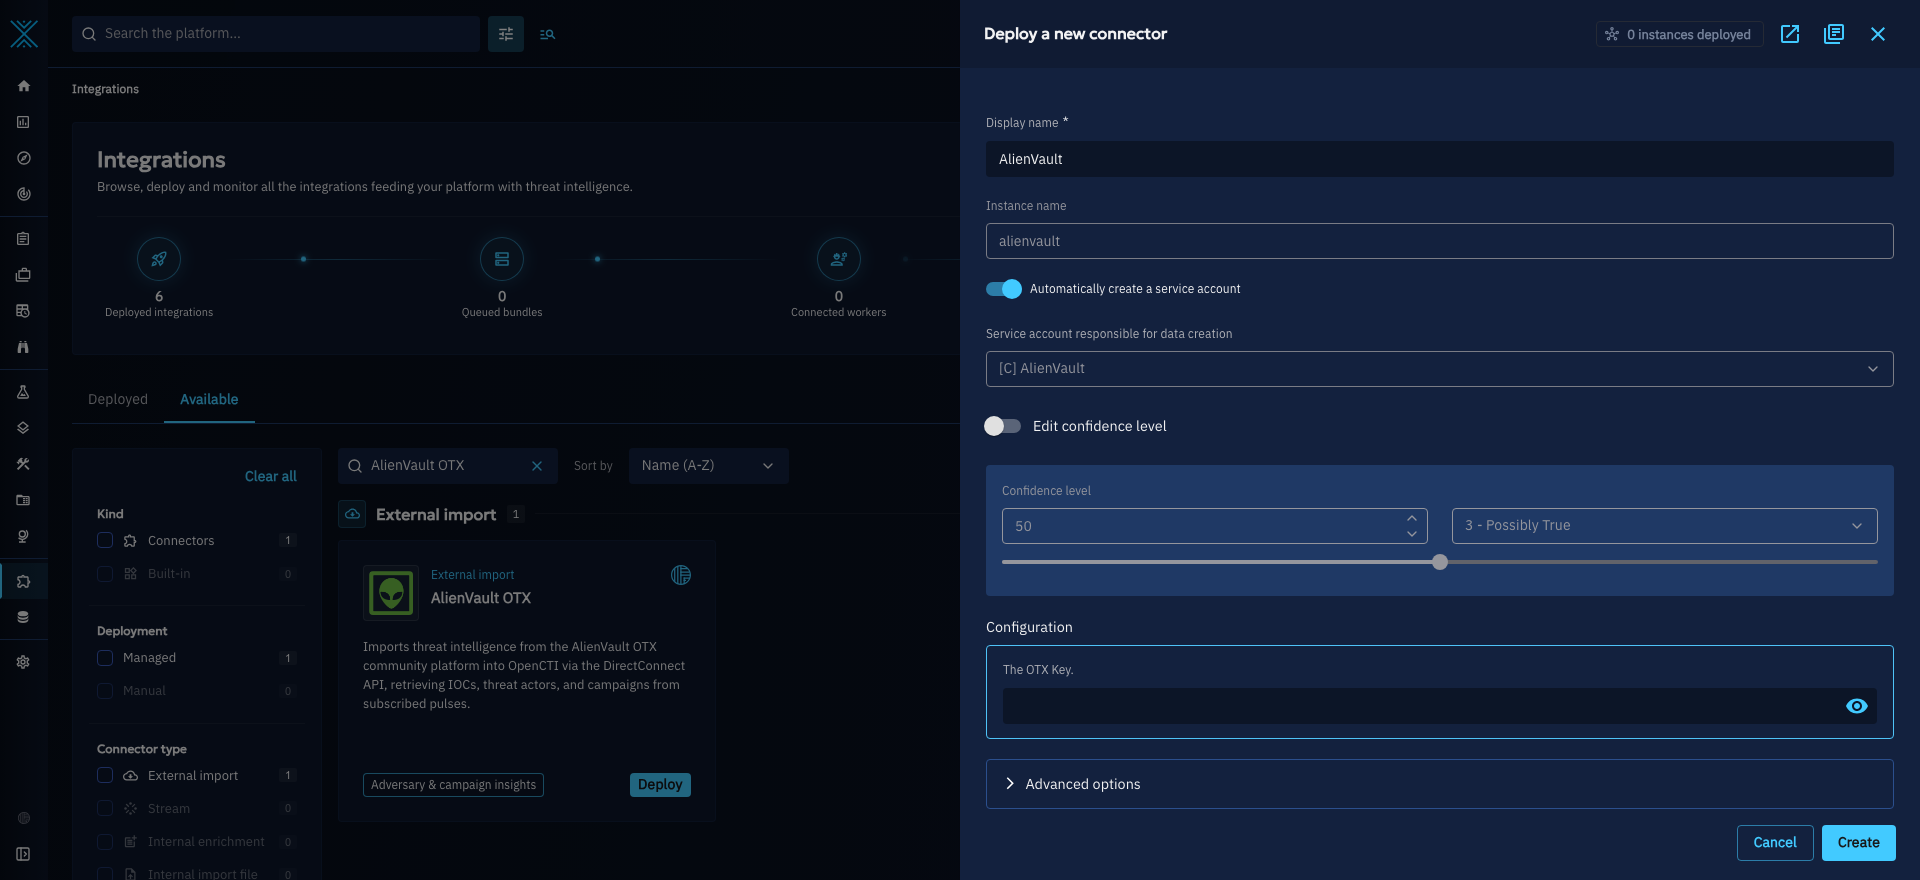 Search the platform...
Deploy a new connector
0 instances deployed
Integrations
Integrations
Browse, deploy and monitor all the integrations feeding your platform with threat intelligence.
6
Deployed integrations
0
Queued bundles
0
Connected workers
Deployed
Available
Clear all
Kind
Connectors 1
Built-in 0
Deployment
Managed 1
Manual 0
Connector type
External import 1
Stream 0
Internal enrichment 0
Internal import file 0
AlienVault OTX
Sort by
Name (A-Z)
External import 1
External import
AlienVault OTX
Imports threat intelligence from the AlienVault OTX
community platform into OpenCTI via the DirectConnect
API, retrieving IOCs, threat actors, and campaigns from
subscribed pulses.
Adversary & campaign insights
Deploy
Display name *
AlienVault
Instance name
alienvault
Automatically create a service account
Service account responsible for data creation
[C] AlienVault
Edit confidence level
Confidence level
50
3 - Possibly True
Configuration
The OTX Key.
Advanced options
Cancel
Create